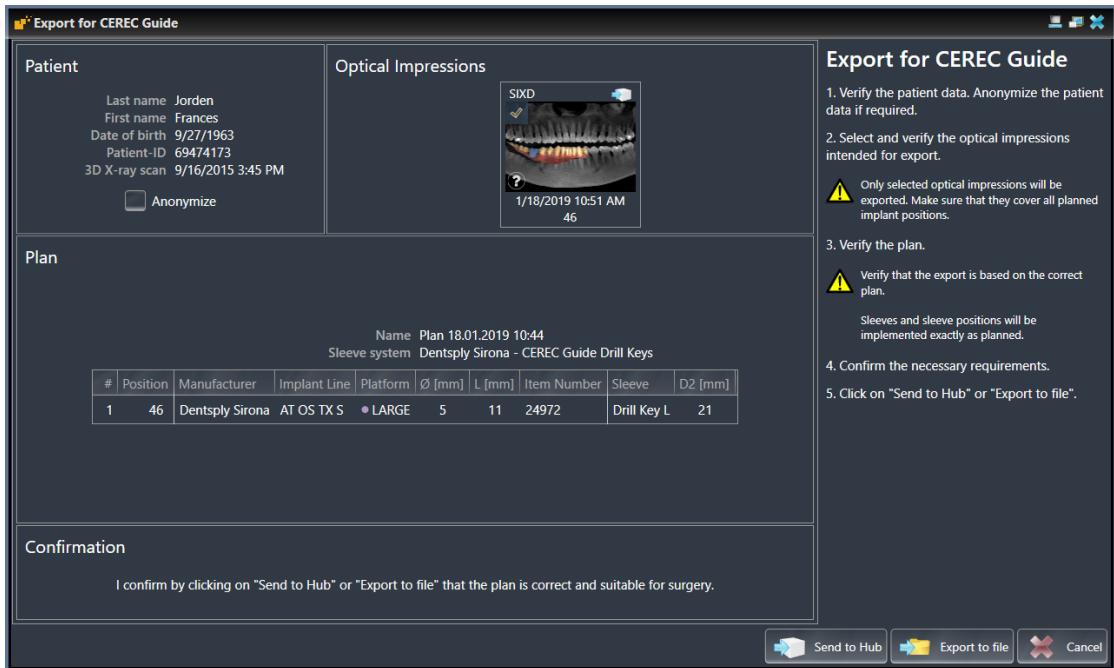 Export for CEREC Guide
Patient
Last name Jorden
First name Frances
Date of birth 9/27/1963
Patient-ID 69474173
3D X-ray scan 9/16/2015 3:45 PM
Anonymize
Optical Impressions
SIXD
?
1/18/2019 10:51 AM
46
Plan
Name Plan 18.01.2019 10:44
Sleeve system Dentsply Sirona - CEREC Guide Drill Keys
# Position Manufacturer Implant Line Platform Ø [mm] L [mm] Item Number Sleeve D2 [mm]
1 46 Dentsply Sirona AT OS TX S LARGE 5 11 24972 Drill Key L 21
Confirmation
I confirm by clicking on "Send to Hub" or "Export to file" that the plan is correct and suitable for surgery.
Export for CEREC Guide
1. Verify the patient data. Anonymize the patient
data if required.
2. Select and verify the optical impressions
intended for export.
Only selected optical impressions will be
exported. Make sure that they cover all planned
implant positions.
3. Verify the plan.
Verify that the export is based on the correct
plan.
Sleeves and sleeve positions will be
implemented exactly as planned.
4. Confirm the necessary requirements.
5. Click on "Send to Hub" or "Export to file".
Send to Hub
Export to file
Cancel